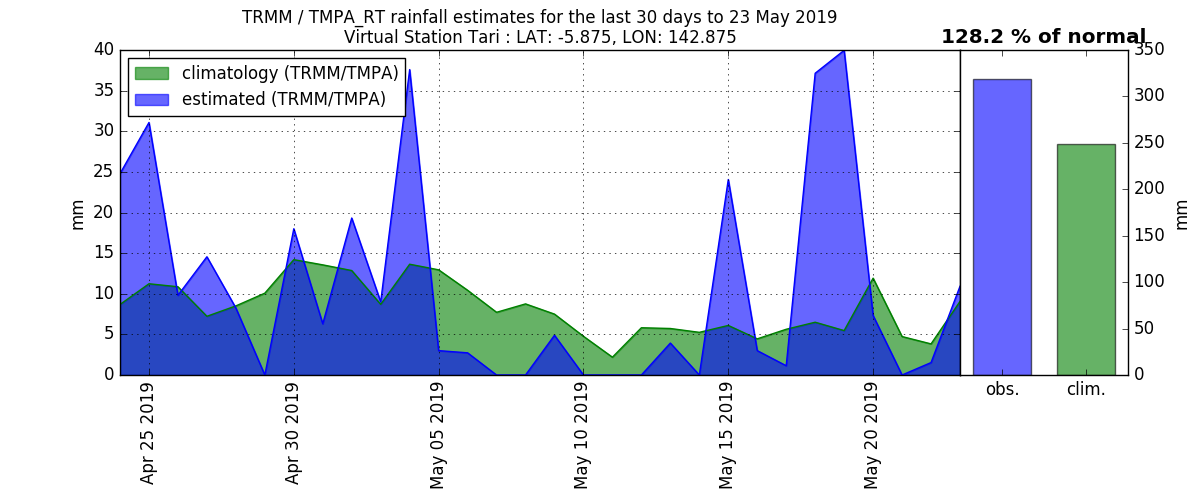 TRMM / TMPA_RT rainfall estimates for the last 30 days to 23 May 2019
Virtual Station Tari : LAT: -5.875, LON: 142.875
128.2 % of normal
climatology (TRMM/TMPA)
estimated (TRMM/TMPA)
mm
40
35
30
25
20
15
10
5
0
Apr 25 2019
Apr 30 2019
May 05 2019
May 10 2019
May 15 2019
May 20 2019
350
300
250
200
150
100
50
0
mm
obs.
clim.